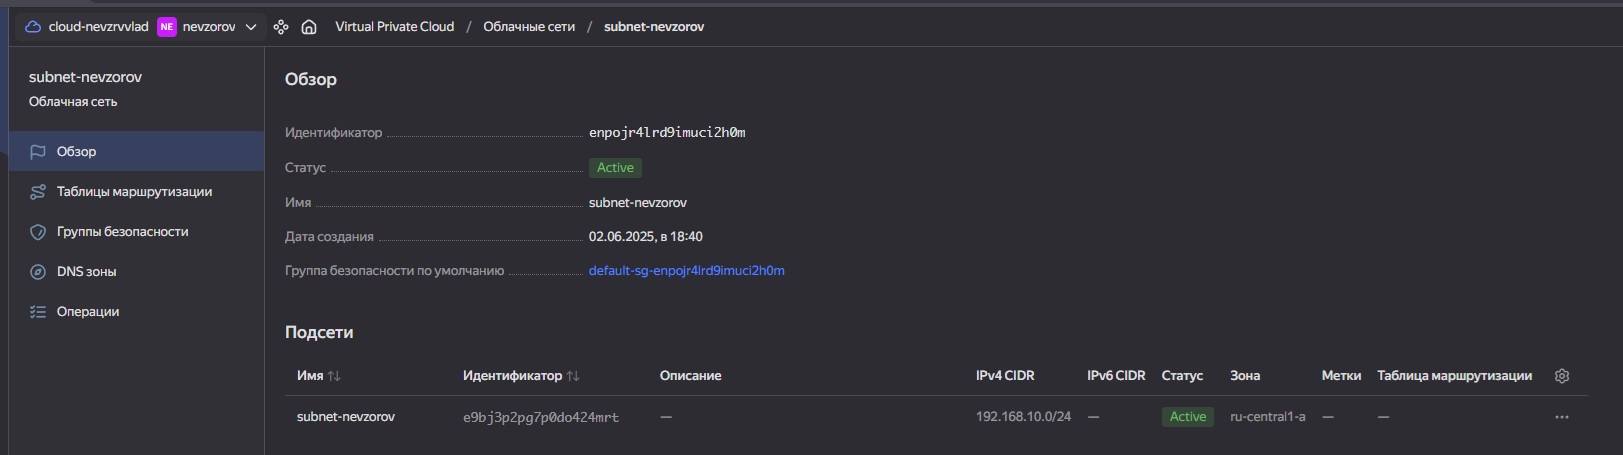 cloud-nevzrvvlad NE nevzorov Virtual Private Cloud / Облачные сети / subnet-nevzorov
subnet-nevzorov
Облачная сеть
Обзор
Таблицы маршрутизации
Группы безопасности
DNS зоны
Операции
Обзор
Идентификатор enpojr4lrd9imuci2h0m
Статус Active
Имя subnet-nevzorov
Дата создания 02.06.2025, в 18:40
Группа безопасности по умолчанию default-sg-enpojr4lrd9imuci2h0m
Подсети
Имя Идентификатор Описание IPv4 CIDR IPv6 CIDR Статус Зона Метки Таблица маршрутизации
subnet-nevzorov e9bj3p2pg7p0do424mrt — 192.168.10.0/24 — Active ru-central1-a — —